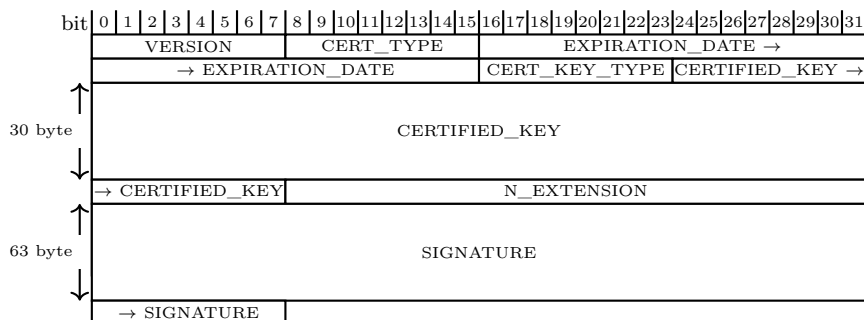 bit 0 1 2 3 4 5 6 7 8 9 10 11 12 13 14 15 16 17 18 19 20 21 22 23 24 25 26 27 28 29 30 31
VERSION CERT_TYPE EXPIRATION_DATE →
→ EXPIRATION_DATE CERT_KEY_TYPE CERTIFIED_KEY →
30 byte CERTIFIED_KEY
→ CERTIFIED_KEY N_EXTENSION
63 byte SIGNATURE
→ SIGNATURE